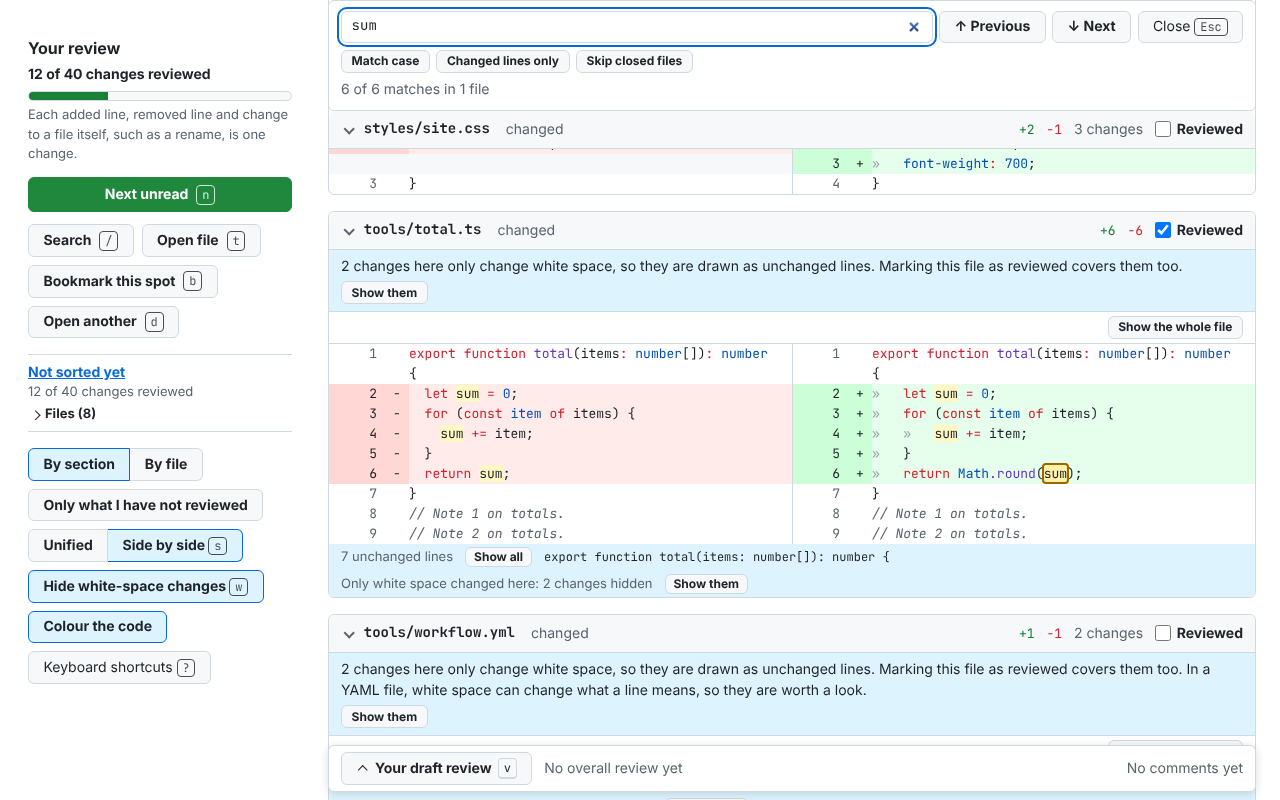 Your review
12 of 40 changes reviewed
Each added line, removed line and change
to a file itself, such as a rename, is one
change.
Next unread n
Search /
Open file t
Bookmark this spot b
Open another d
Not sorted yet
12 of 40 changes reviewed
Files (8)
By section
By file
Only what I have not reviewed
Unified
Side by side s
Hide white-space changes w
Colour the code
Keyboard shortcuts ?
sum
↑ Previous
↓ Next
Close Esc
Match case
Changed lines only
Skip closed files
6 of 6 matches in 1 file
styles/site.css changed +2 -1 3 changes Reviewed
3 + » font-weight: 700;
3 }
4 }
tools/total.ts changed +6 -6 Reviewed
2 changes here only change white space, so they are drawn as unchanged lines. Marking this file as reviewed covers them too.
Show them
Show the whole file
1 export function total(items: number[]): number
{
2 - let sum = 0;
3 - for (const item of items) {
4 - sum += item;
5 - }
6 - return sum;
7 }
8 // Note 1 on totals.
9 // Note 2 on totals.
1 export function total(items: number[]): number
{
2 + » let sum = 0;
3 + » for (const item of items) {
4 + » » sum += item;
5 + » }
6 + » return Math.round(sum);
7 }
8 // Note 1 on totals.
9 // Note 2 on totals.
7 unchanged lines Show all export function total(items: number[]): number {
Only white space changed here: 2 changes hidden Show them
tools/workflow.yml changed +1 -1 2 changes Reviewed
2 changes here only change white space, so they are drawn as unchanged lines. Marking this file as reviewed covers them too. In a
YAML file, white space can change what a line means, so they are worth a look.
Show them
Your draft review v
No overall review yet
No comments yet